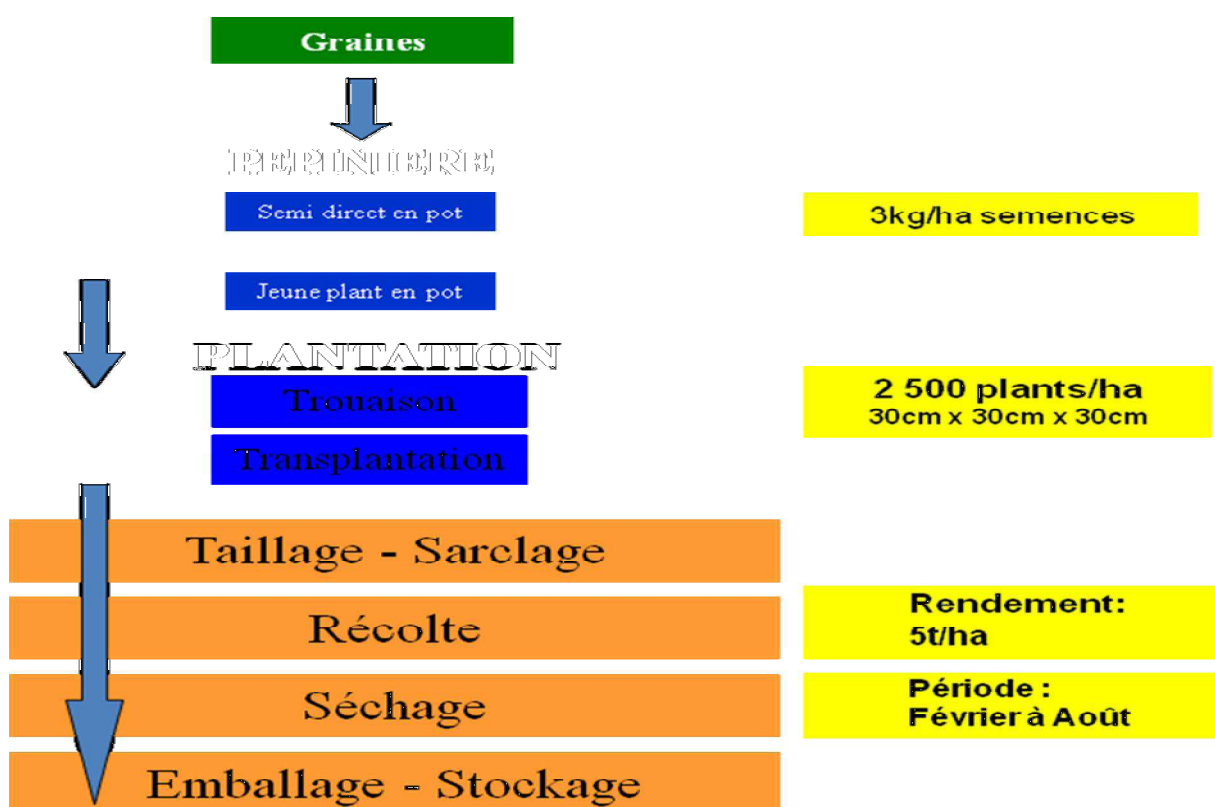 Graines
PEPINIERE
Semi direct en pot
3kg/ha semences
Jeune plant en pot
PLANTATION
Trouaison
2 500 plants/ha
30cm x 30cm x 30cm
Transplantation
Taillage - Sarclage
Récolte
Rendement:
5t/ha
Séchage
Période :
Février à Août
Emballage - Stockage